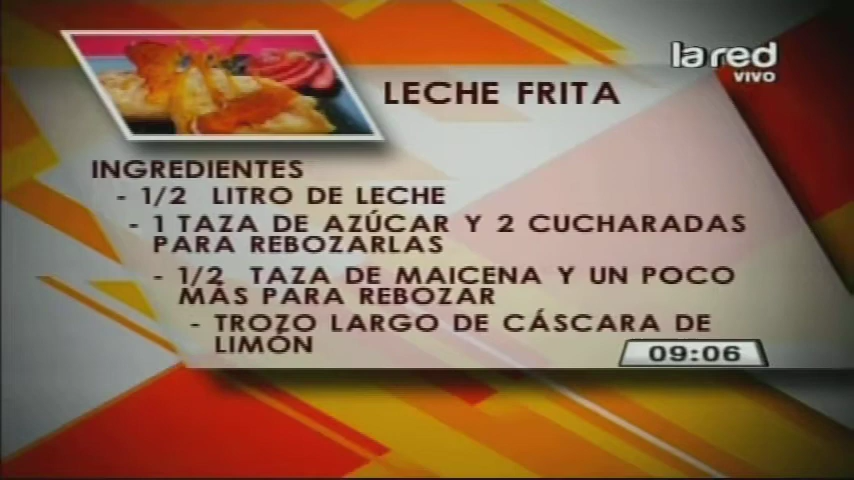 la red
VIVO
LECHE FRITA
INGREDIENTES
- 1/2 LITRO DE LECHE
- 1 TAZA DE AZÚCAR Y 2 CUCHARADAS
PARA REBOZARLAS
- 1/2 TAZA DE MAICENA Y UN POCO
MÁS PARA REBOZAR
- TROZO LARGO DE CÁSCARA DE
LIMÓN
09:06